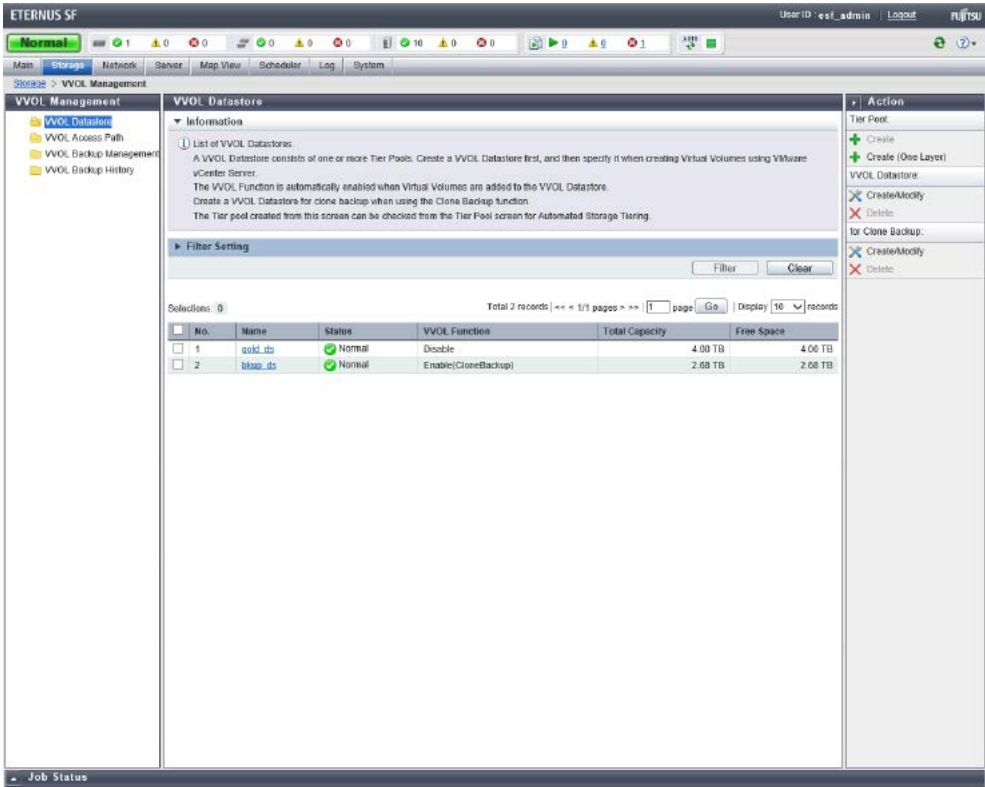 ETERNUS SF
User ID : esf_admin Logout FUJITSU
Normal 1 0 0 0 0 0 10 0 0 0 0 1
Main Storage Network Server Map View Scheduler Log System
Storage > VVOL Management
VVOL Management
VVOL Datastore
VVOL Access Path
VVOL Backup Management
VVOL Backup History
VVOL Datastore
Information
List of VVOL Datastores.
A VVOL Datastore consists of one or more Tier Pools. Create a VVOL Datastore first, and then specify it when creating Virtual Volumes using VMware
vCenter Server.
The VVOL Function is automatically enabled when Virtual Volumes are added to the VVOL Datastore.
Create a VVOL Datastore for clone backup when using the Clone Backup function.
The Tier pool created from this screen can be checked from the Tier Pool screen for Automated Storage Tiering.
Filter Setting
Filter Clear
Selections: 0
Total 2 records | << < 1/1 pages > >> | 1 page Go | Display 10 records
No. Name Status VVOL Function Total Capacity Free Space
1 gold_ds Normal Disable 4.00 TB 4.00 TB
2 bkup_ds Normal Enable(CloneBackup) 2.68 TB 2.68 TB
Action
Tier Pool:
Create
Create (One Layer)
VVOL Datastore:
Create/Modify
Delete
for Clone Backup:
Create/Modify
Delete
Job Status